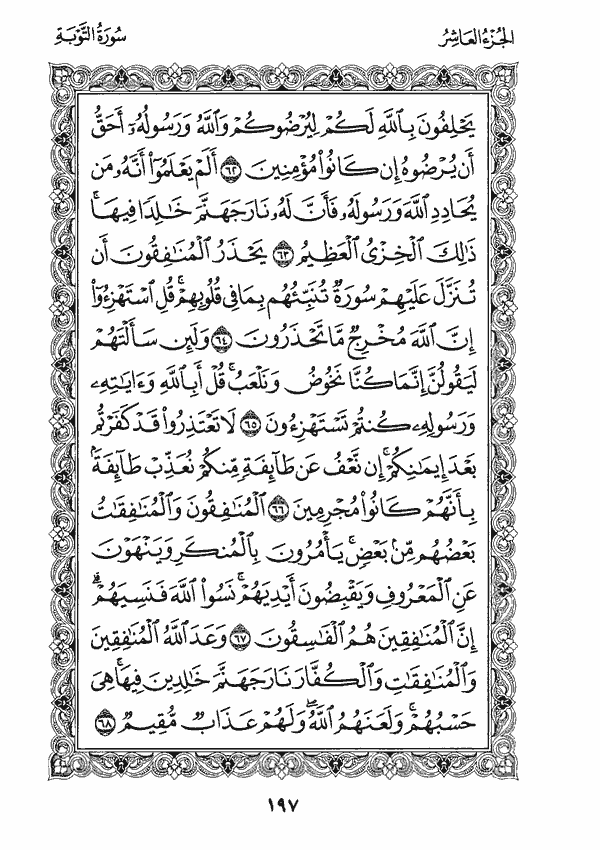 الجُزْءُ العَاشِرُ
سُورَةُ التَّوْبَةِ
يَحْلِفُونَ بِٱللَّهِ لَكُمْ لِيُرْضُوكُمْ وَٱللَّهُ وَرَسُولُهُۥٓ أَحَقُّ
أَن يُرْضُوهُ إِن كَانُوا۟ مُؤْمِنِينَ ٦٢ أَلَمْ يَعْلَمُوٓا۟ أَنَّهُۥ مَن
يُحَادِدِ ٱللَّهَ وَرَسُولَهُۥ فَأَنَّ لَهُۥ نَارَ جَهَنَّمَ خَٰلِدًا فِيهَا ۚ
ذَٰلِكَ ٱلْخِزْىُ ٱلْعَظِيمُ ٦٣ يَحْذَرُ ٱلْمُنَٰفِقُونَ أَن
تُنَزَّلَ عَلَيْهِمْ سُورَةٌ تُنَبِّئُهُم بِمَا فِى قُلُوبِهِمْ ۚ قُلِ ٱسْتَهْزِءُوٓا۟
إِنَّ ٱللَّهَ مُخْرِجٌ مَّا تَحْذَرُونَ ٦٤ وَلَئِن سَأَلْتَهُمْ
لَيَقُولُنَّ إِنَّمَا كُنَّا نَخُوضُ وَنَلْعَبُ ۚ قُلْ أَبِٱللَّهِ وَءَايَٰتِهِۦ
وَرَسُولِهِۦ كُنتُمْ تَسْتَهْزِءُونَ ٦٥ لَا تَعْتَذِرُوا۟ قَدْ كَفَرْتُم
بَعْدَ إِيمَٰنِكُمْ ۚ إِن نَّعْفُ عَن طَآئِفَةٍ مِّنكُمْ نُعَذِّبْ طَآئِفَةًۢ
بِأَنَّهُمْ كَانُوا۟ مُجْرِمِينَ ٦٦ ٱلْمُنَٰفِقُونَ وَٱلْمُنَٰفِقَٰتُ
بَعْضُهُم مِّنۢ بَعْضٍ ۚ يَأْمُرُونَ بِٱلْمُنكَرِ وَيَنْهَوْنَ
عَنِ ٱلْمَعْرُوفِ وَيَقْبِضُونَ أَيْدِيَهُمْ ۚ نَسُوا۟ ٱللَّهَ فَنَسِيَهُمْ ۗ
إِنَّ ٱلْمُنَٰفِقِينَ هُمُ ٱلْفَٰسِقُونَ ٦٧ وَعَدَ ٱللَّهُ ٱلْمُنَٰفِقِينَ
وَٱلْمُنَٰفِقَٰتِ وَٱلْكُفَّارَ نَارَ جَهَنَّمَ خَٰلِدِينَ فِيهَا ۚ هِىَ
حَسْبُهُمْ ۚ وَلَعَنَهُمُ ٱللَّهُ ۖ وَلَهُمْ عَذَابٌ مُّقِيمٌ ٦٨
١٩٧